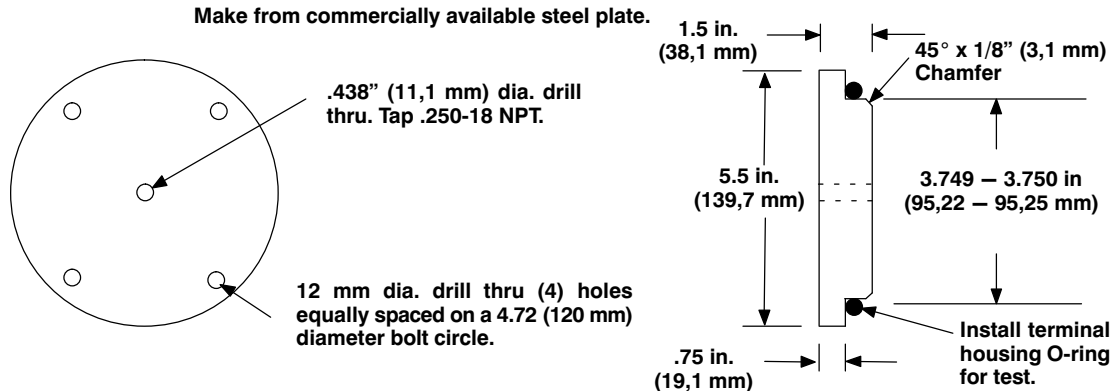 Make from commercially available steel plate.
.438” (11,1 mm) dia. drill
thru. Tap .250-18 NPT.
12 mm dia. drill thru (4) holes
equally spaced on a 4.72 (120 mm)
diameter bolt circle.
1.5 in.
(38,1 mm)
45° x 1/8” (3,1 mm)
Chamfer
5.5 in.
(139,7 mm)
3.749 – 3.750 in
(95,22 – 95,25 mm)
.75 in.
(19,1 mm)
Install terminal
housing O-ring
for test.